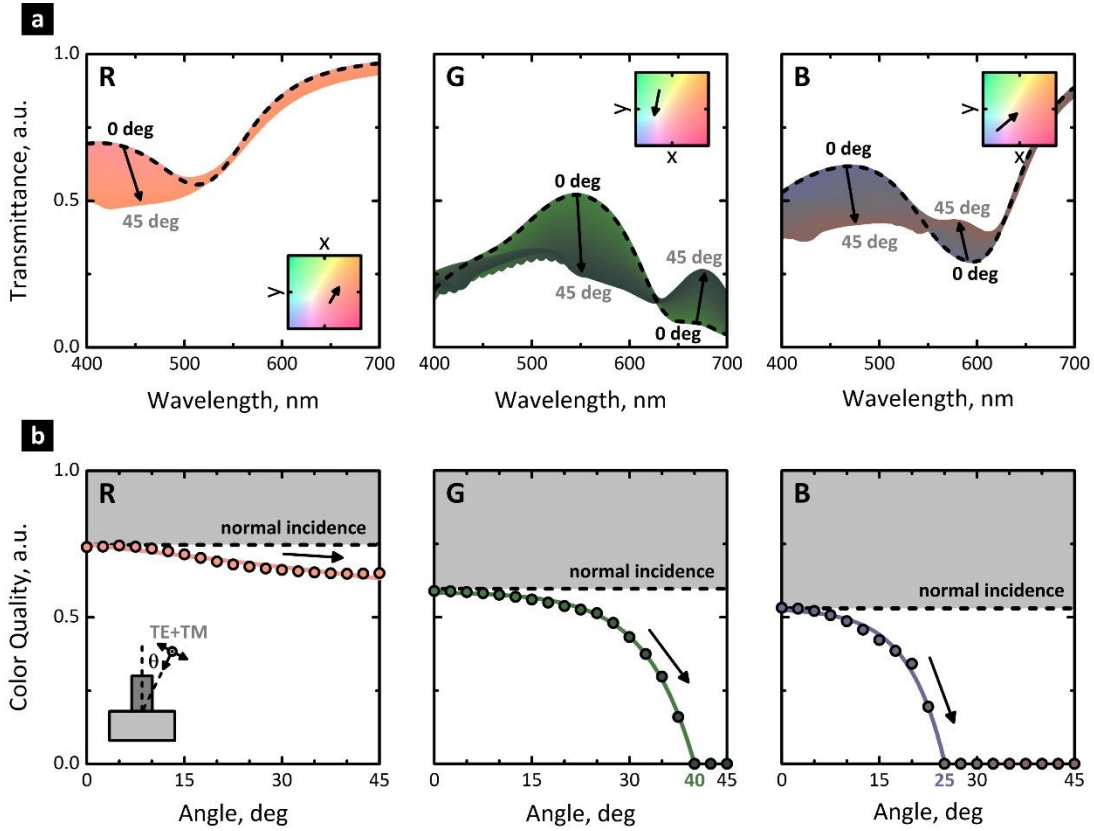 a
Transmittance, a.u.
1.0
0.5
0.0
R
0 deg
45 deg
x
y
400 500 600 700
Wavelength, nm
G
0 deg
45 deg
45 deg
0 deg
y
x
400 500 600 700
Wavelength, nm
B
0 deg
45 deg
45 deg
0 deg
y
x
400 500 600 700
Wavelength, nm
b
Color Quality, a.u.
1.0
0.5
0.0
R
normal incidence
TE+TM
θ
0 15 30 45
Angle, deg
G
normal incidence
0 15 30 40 45
Angle, deg
B
normal incidence
0 15 25 30 45
Angle, deg